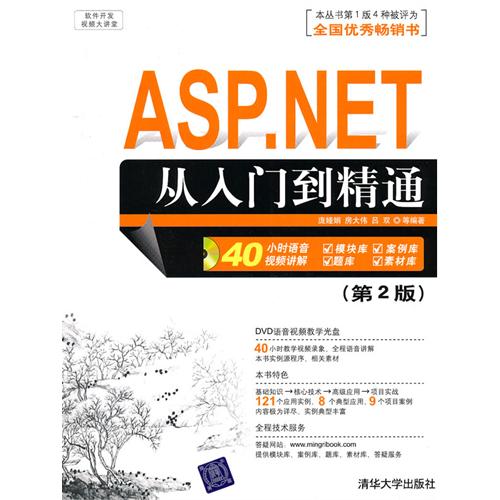 软件开发
视频大讲堂
本丛书第1版4种被评为
全国优秀畅销书
ASP.NET
从入门到精通
庞娅娟 房大伟 吕双 ◎ 等编著
40 小时语音
视频讲解
模块库 案例库
题库 素材库
(第2版)
DVD语音视频教学光盘
40小时教学视频录象,全程语音讲解
本书实例源程序,相关素材
本书特色
基础知识→核心技术→高级应用→项目实战
121个应用实例,8个典型应用,9个项目案例
内容极为详尽,实例典型丰富
全程技术服务
答疑网站:www.mingribook.com
提供模块库、案例库、题库、素材库、答疑服务
清华大学出版社